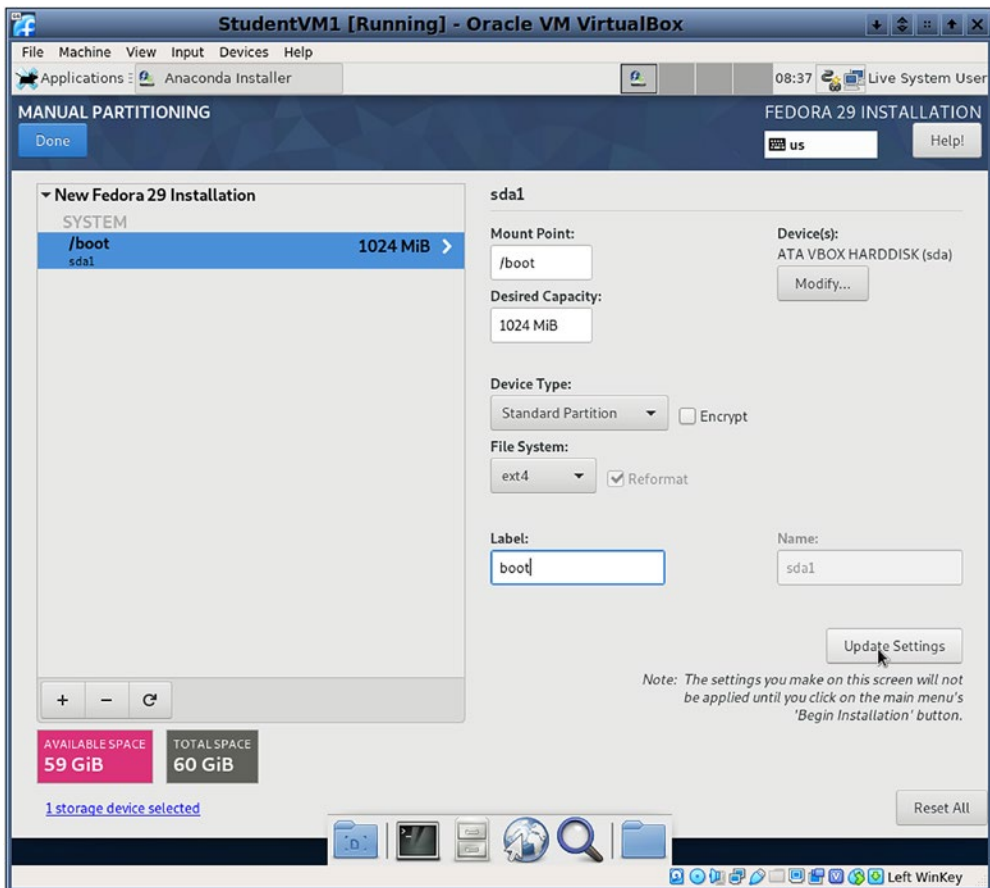 StudentVM1 [Running] - Oracle VM VirtualBox
File Machine View Input Devices Help
Applications Anaconda Installer 08:37 Live System User
MANUAL PARTITIONING
FEDORA 29 INSTALLATION
Done
us
Help!
New Fedora 29 Installation
SYSTEM
/boot 1024 MiB
sda1
sda1
Mount Point:
/boot
Device(s):
ATA VBOX HARDDISK (sda)
Modify...
Desired Capacity:
1024 MiB
Device Type:
Standard Partition
Encrypt
File System:
ext4
Reformat
Label:
boot
Name:
sda1
Update Settings
Note: The settings you make on this screen will not
be applied until you click on the main menu's
'Begin Installation' button.
+ -
AVAILABLE SPACE
59 GiB
TOTAL SPACE
60 GiB
1 storage device selected
Reset All
D
Left WinKey